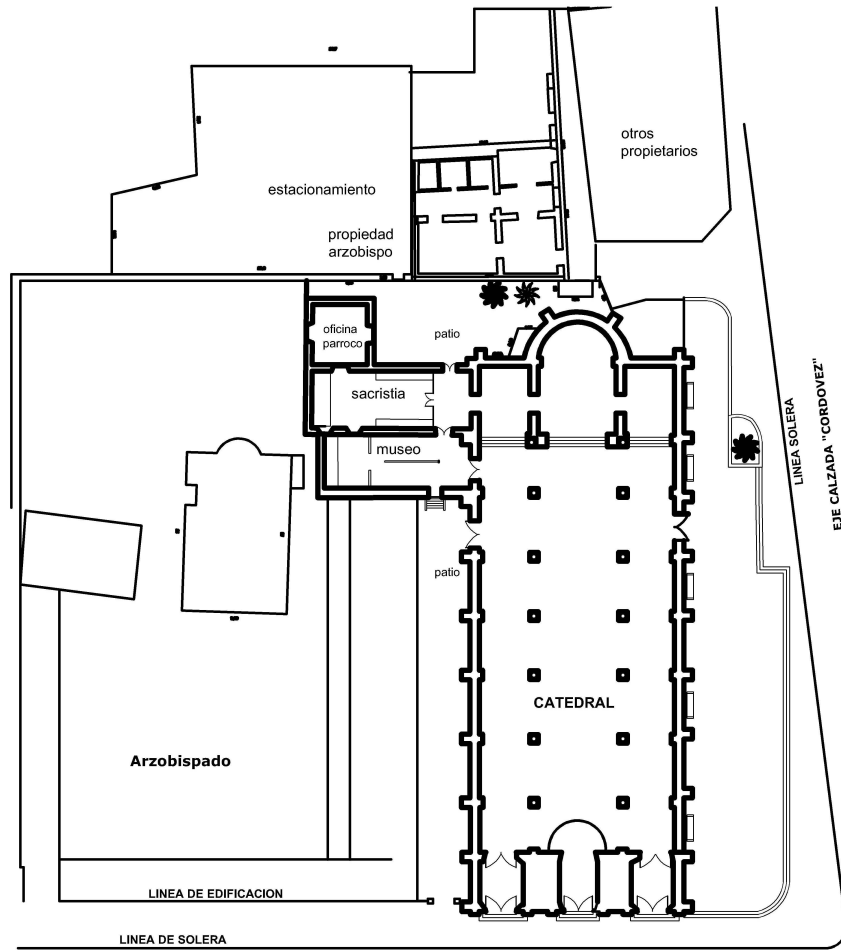 otros
propietarios
estacionamiento
propiedad
arzobispo
oficina
parroco
patio
sacristia
museo
LINEA SOLERA
EJE CALZADA "CORDOVEZ"
patio
CATEDRAL
Arzobispado
LINEA DE EDIFICACION
LINEA DE SOLERA